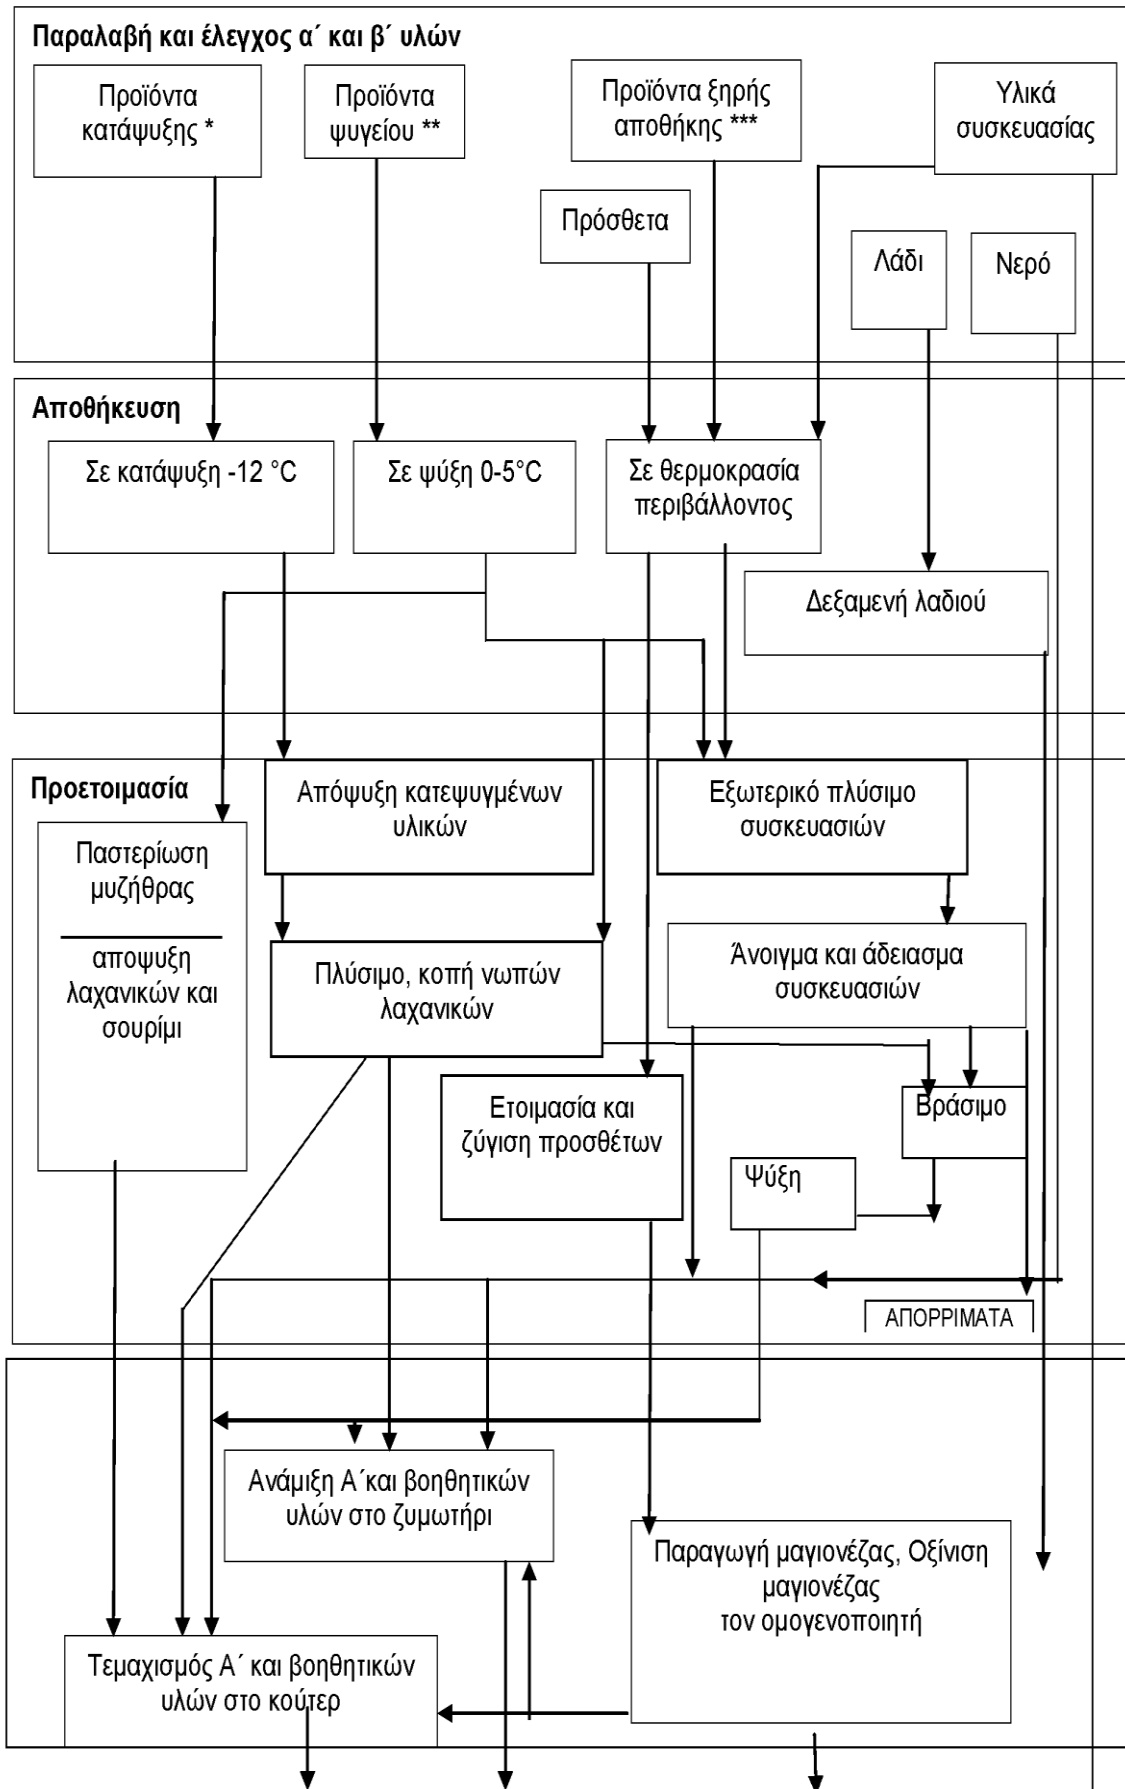 Παραλαβή και έλεγχος α΄ και β΄ υλών
Προϊόντα
κατάψυξης *
Προϊόντα
ψυγείου **
Προϊόντα ξηρής
αποθήκης ***
Υλικά
συσκευασίας
Πρόσθετα
Λάδι
Νερό
Αποθήκευση
Σε κατάψυξη -12 °C
Σε ψύξη 0-5°C
Σε θερμοκρασία
περιβάλλοντος
Δεξαμενή λαδιού
Προετοιμασία
Απόψυξη κατεψυγμένων
υλικών
Εξωτερικό πλύσιμο
συσκευασιών
Παστερίωση
μυζήθρας
αποψυξη
λαχανικών και
σουρίμι
Πλύσιμο, κοπή νωπών
λαχανικών
Άνοιγμα και άδειασμα
συσκευασιών
Ετοιμασία και
ζύγιση προσθέτων
Βράσιμο
Ψύξη
ΑΠΟΡΡΙΜΑΤΑ
Ανάμιξη Α΄και βοηθητικών
υλών στο ζυμωτήρι
Παραγωγή μαγιονέζας, Οξίνιση
μαγιονέζας
τον ομογενοποιητή
Τεμαχισμός Α΄ και βοηθητικών
υλών στο κούτερ